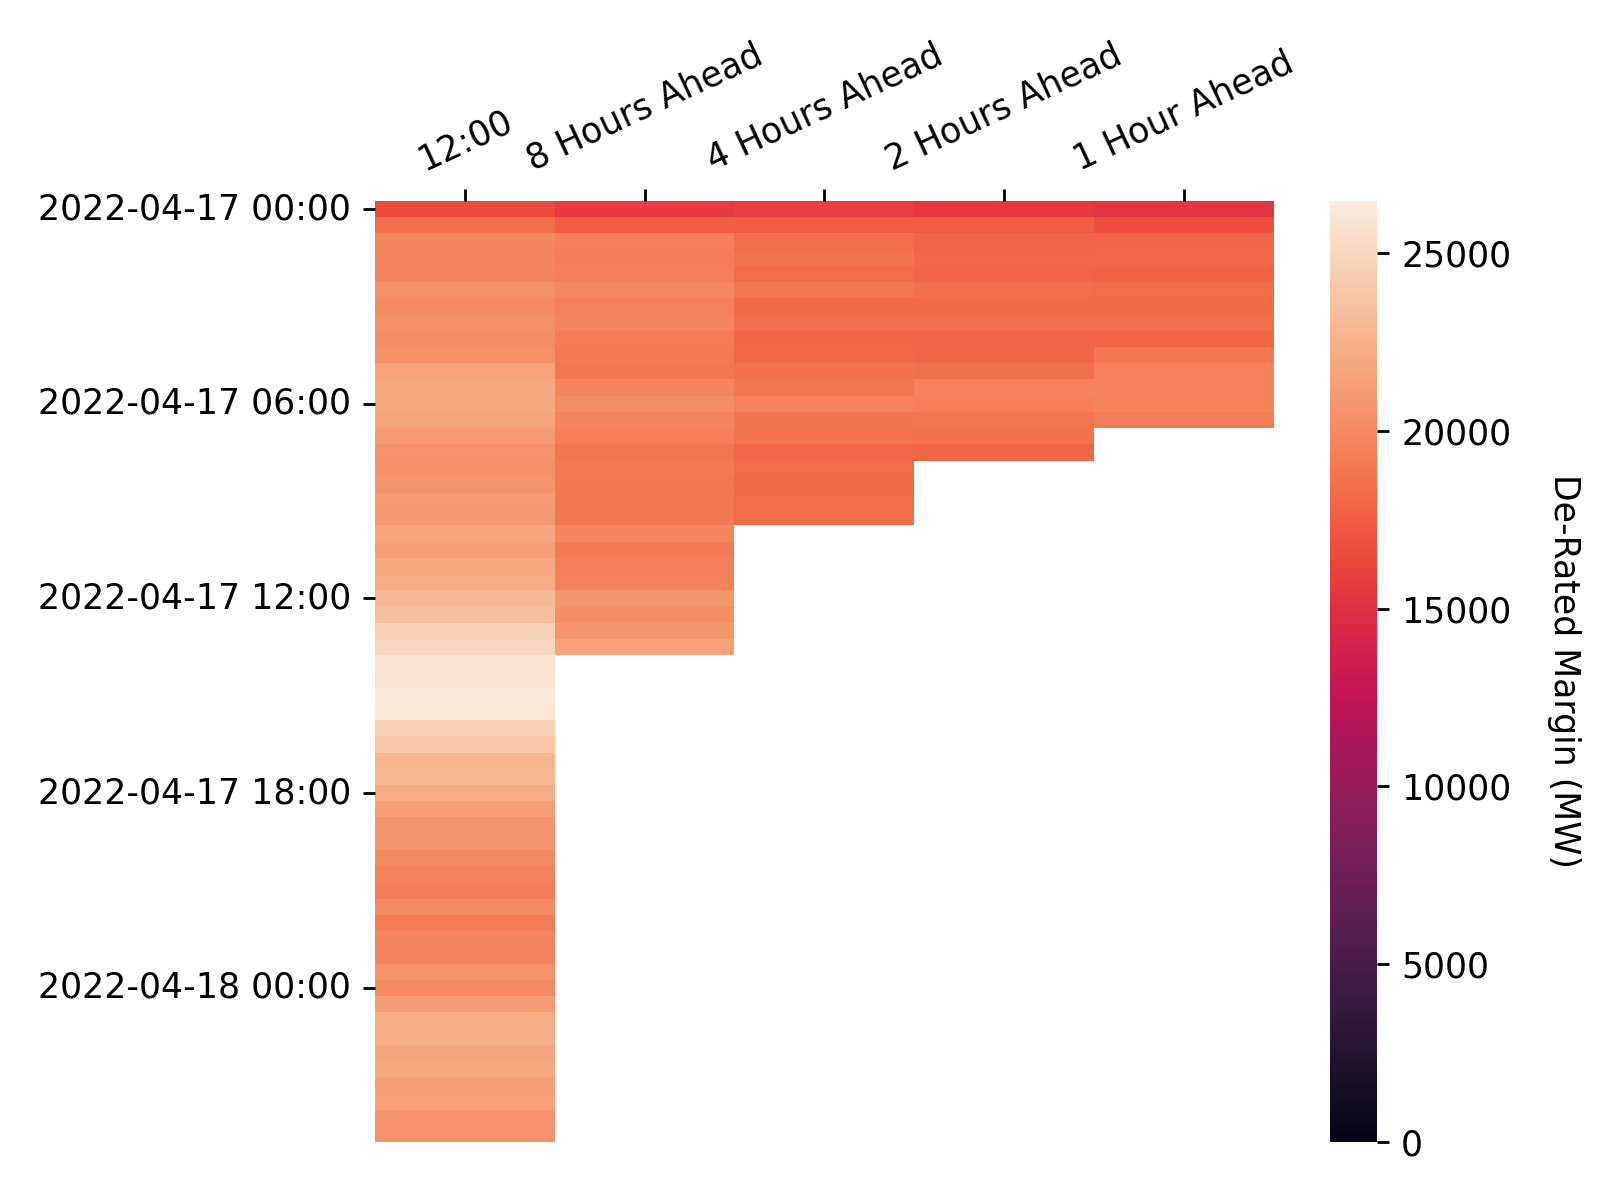 12:00
8 Hours Ahead
4 Hours Ahead
2 Hours Ahead
1 Hour Ahead
2022-04-17 00:00
2022-04-17 06:00
2022-04-17 12:00
2022-04-17 18:00
2022-04-18 00:00
25000
20000
15000
10000
5000
0
De-Rated Margin (MW)